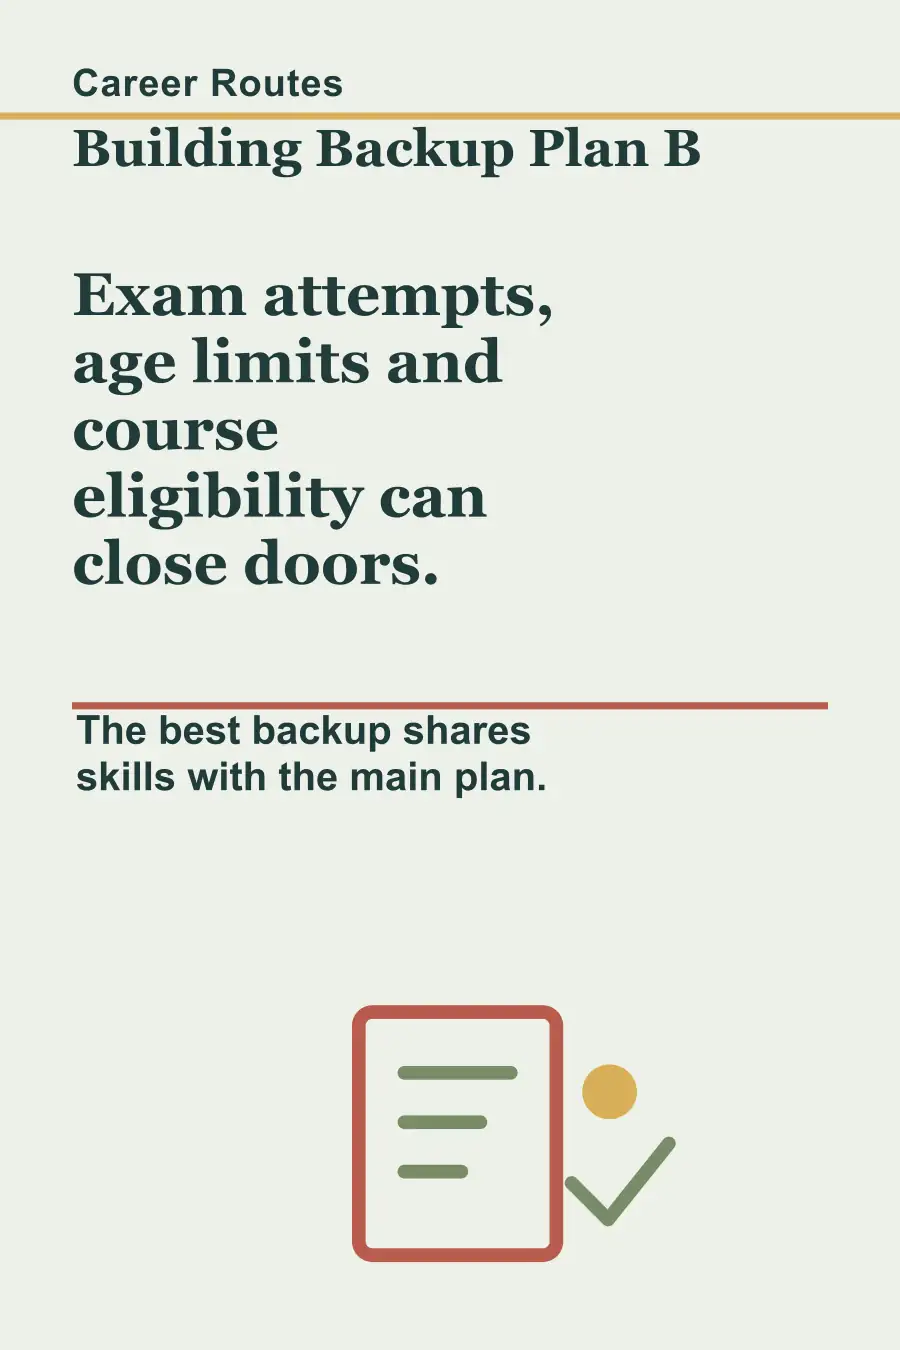 Career Routes
Building Backup Plan B
Exam attempts,
age limits and
course
eligibility can
close doors.
The best backup shares
skills with the main plan.